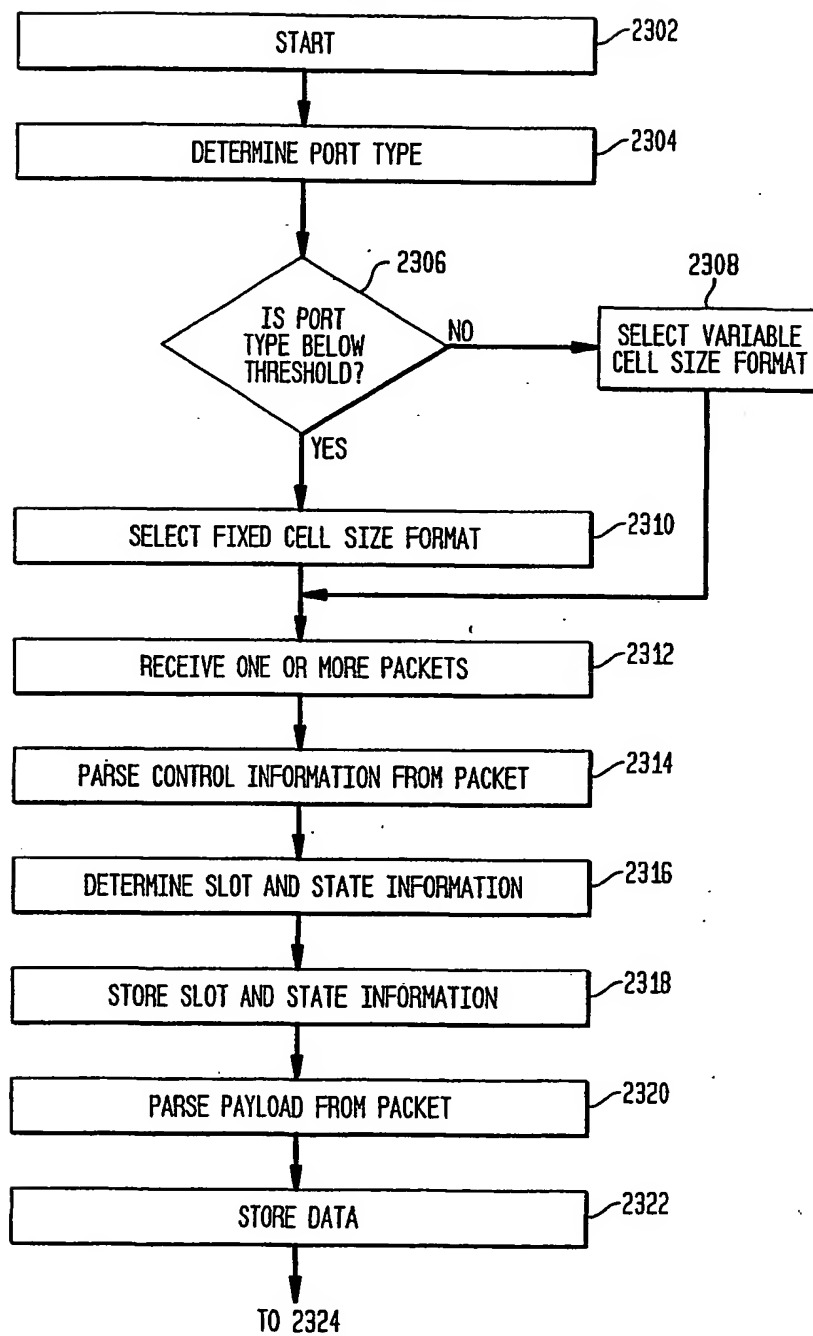 START
2302
DETERMINE PORT TYPE
2304
2306
IS PORT
TYPE BELOW
THRESHOLD?
NO
YES
2308
SELECT VARIABLE
CELL SIZE FORMAT
SELECT FIXED CELL SIZE FORMAT
2310
RECEIVE ONE OR MORE PACKETS
2312
PARSE CONTROL INFORMATION FROM PACKET
2314
DETERMINE SLOT AND STATE INFORMATION
2316
STORE SLOT AND STATE INFORMATION
2318
PARSE PAYLOAD FROM PACKET
2320
STORE DATA
2322
TO 2324